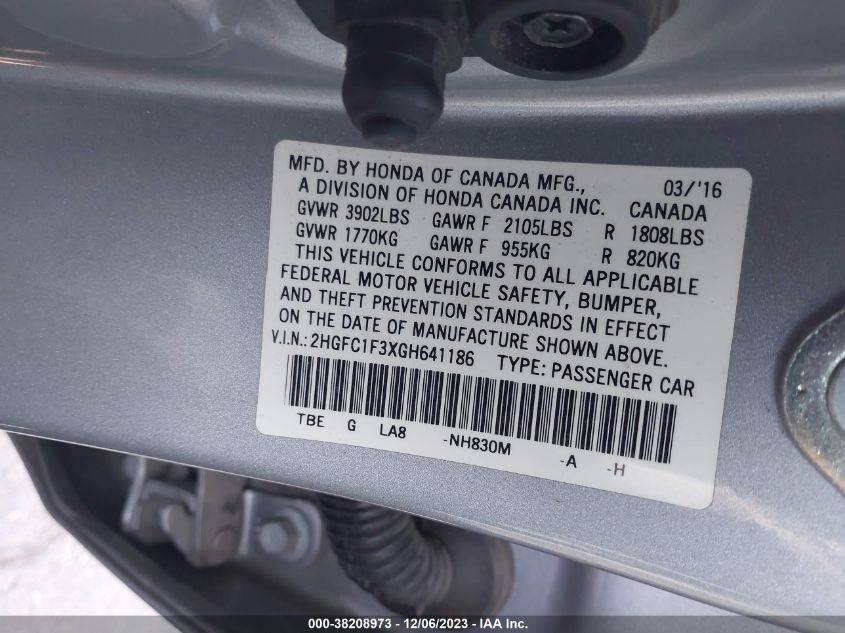 MFD. BY HONDA OF CANADA MFG., 03/'16
A DIVISION OF HONDA CANADA INC. CANADA
GVWR 3902LBS GAWR F 2105LBS R 1808LBS
GVWR 1770KG GAWR F 955KG R 820KG
THIS VEHICLE CONFORMS TO ALL APPLICABLE
FEDERAL MOTOR VEHICLE SAFETY, BUMPER,
AND THEFT PREVENTION STANDARDS IN EFFECT
ON THE DATE OF MANUFACTURE SHOWN ABOVE.
V.I.N.: 2HGFC1F3XGH641186 TYPE: PASSENGER CAR
TBE G LA8 -NH830M -A -H
000-38208973 - 12/06/2023 - IAA Inc.